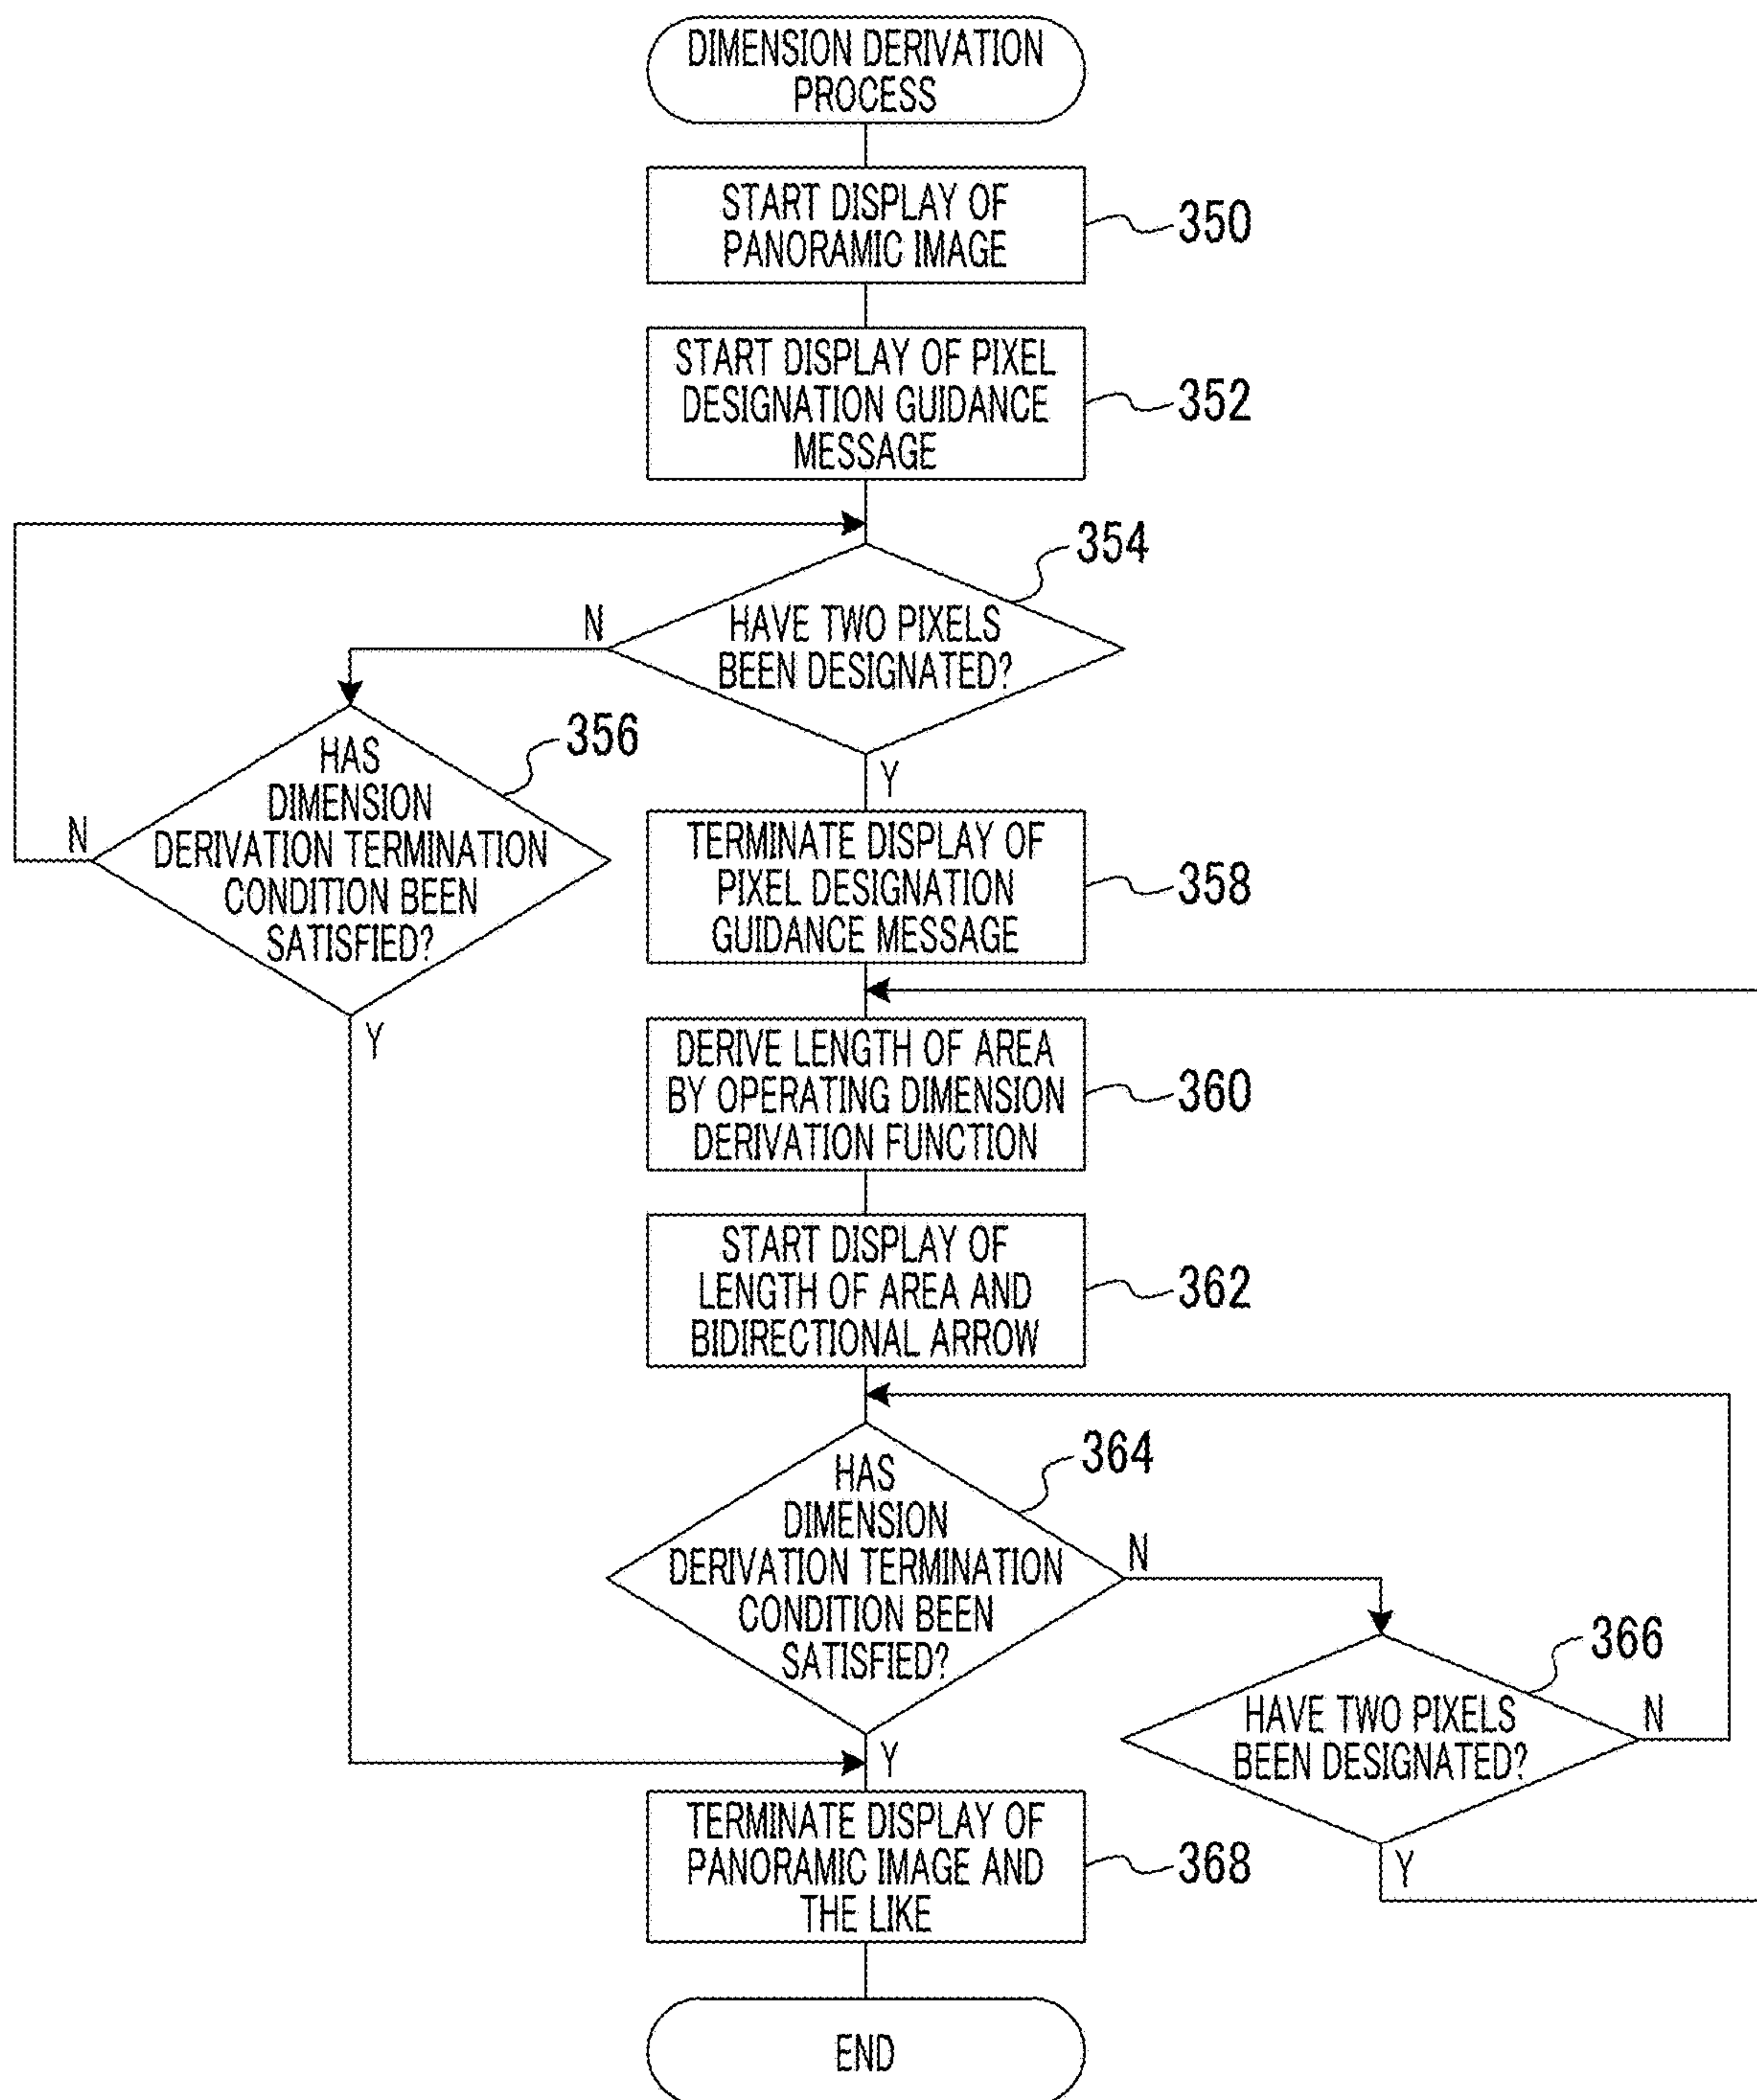 DIMENSION DERIVATION
PROCESS
START DISPLAY OF
PANORAMIC IMAGE
350
START DISPLAY OF PIXEL
DESIGNATION GUIDANCE
MESSAGE
352
354
HAVE TWO PIXELS
BEEN DESIGNATED?
N
Y
356
HAS
DIMENSION
DERIVATION TERMINATION
CONDITION BEEN
SATISFIED?
N
Y
TERMINATE DISPLAY OF
PIXEL DESIGNATION
GUIDANCE MESSAGE
358
DERIVE LENGTH OF AREA
BY OPERATING DIMENSION
DERIVATION FUNCTION
360
START DISPLAY OF
LENGTH OF AREA AND
BIDIRECTIONAL ARROW
362
364
HAS
DIMENSION
DERIVATION TERMINATION
CONDITION BEEN
SATISFIED?
N
Y
366
HAVE TWO PIXELS
BEEN DESIGNATED?
N
Y
TERMINATE DISPLAY OF
PANORAMIC IMAGE AND
THE LIKE
368
END